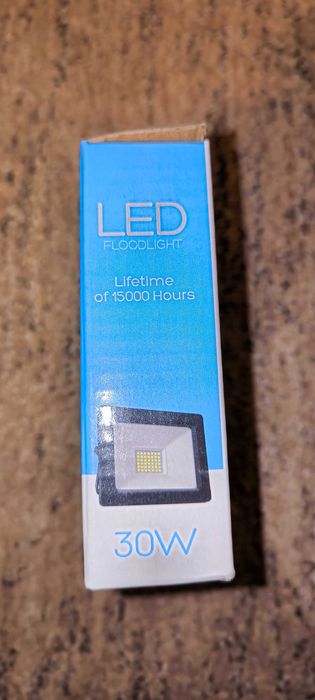 LED
FLOODLIGHT
Lifetime
of 15000 Hours
30W